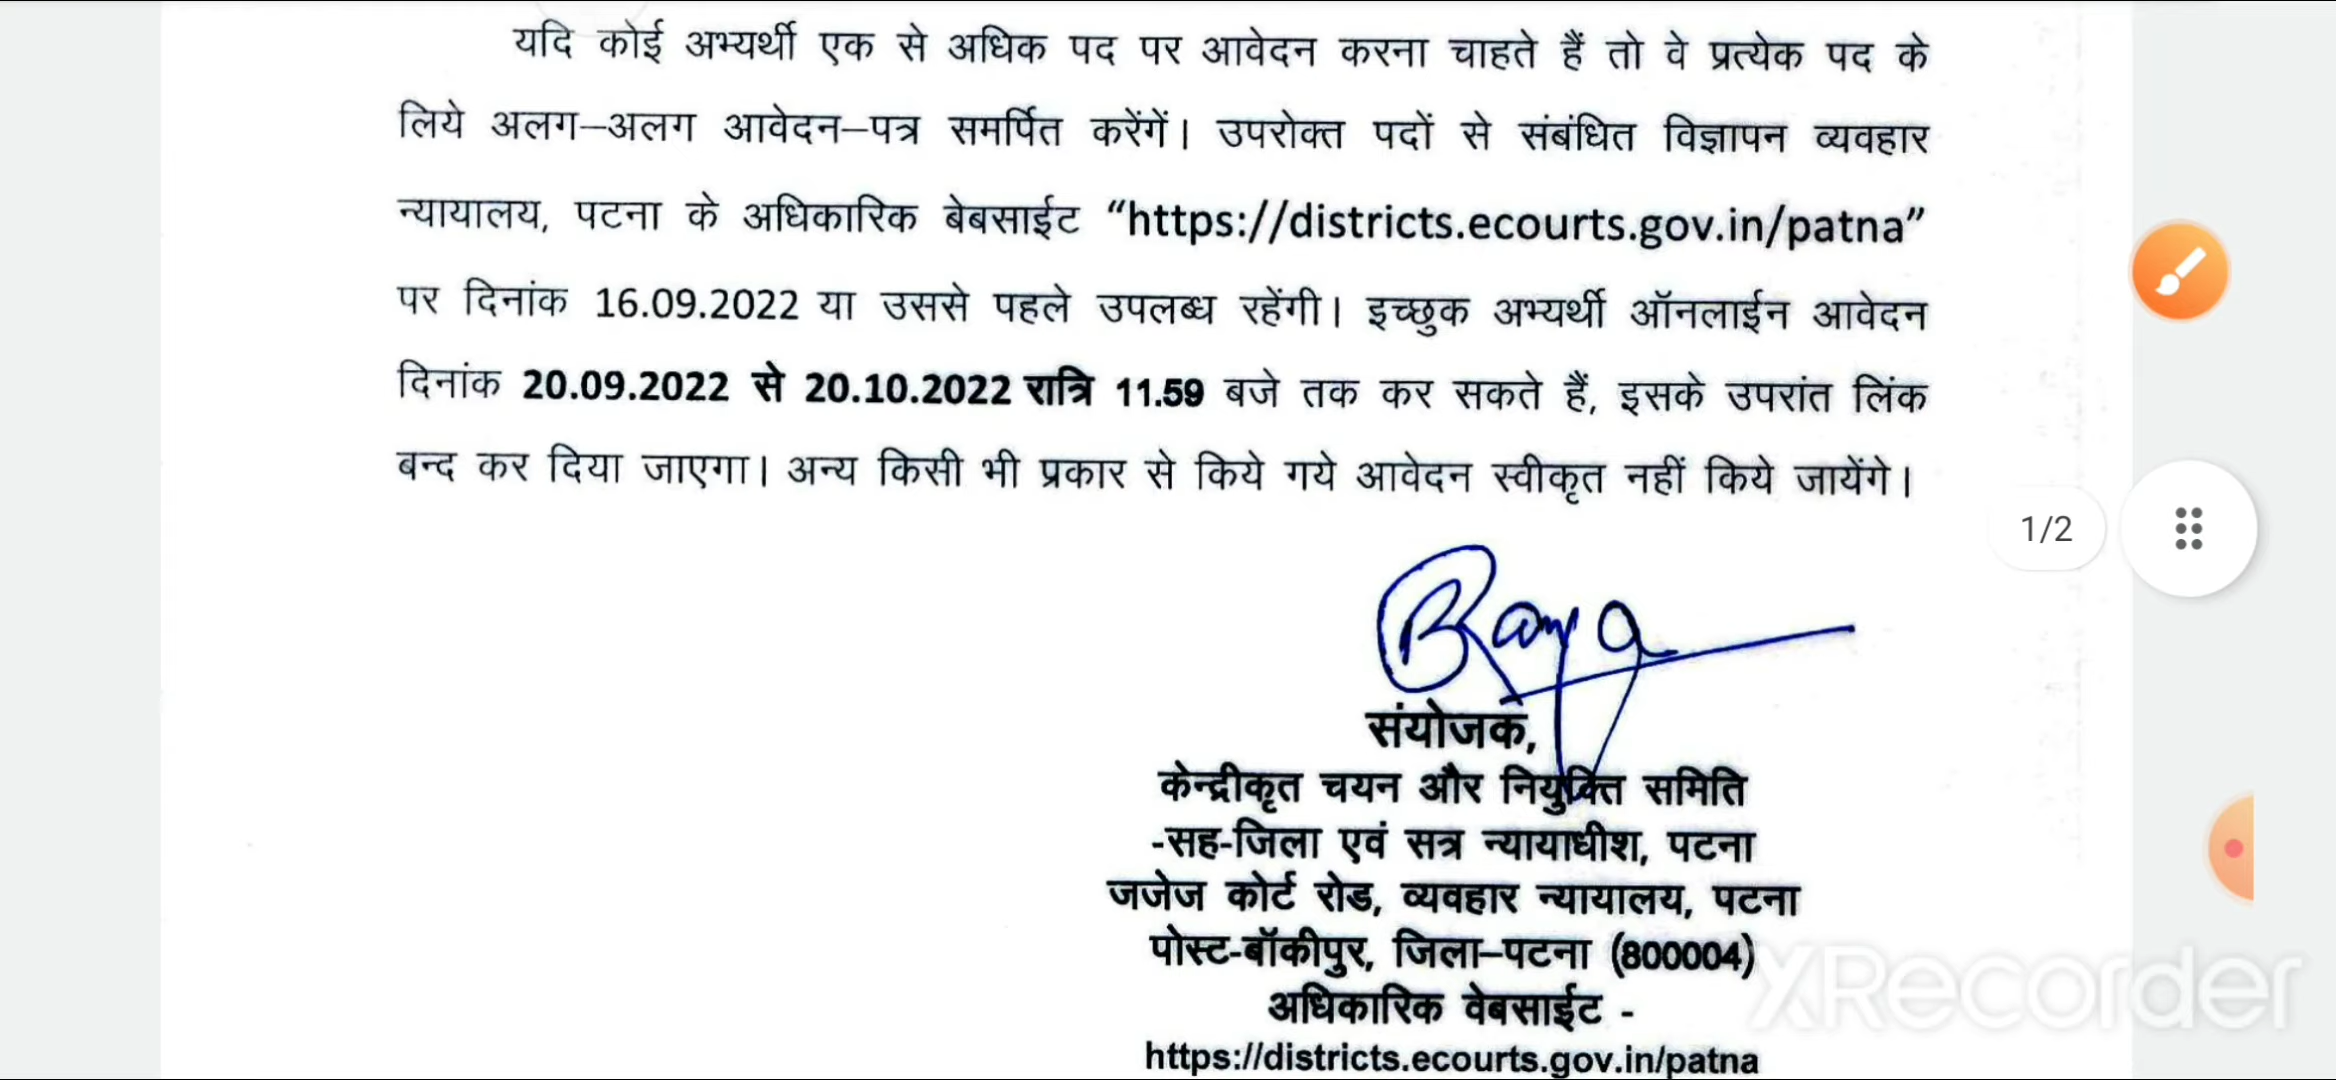 यदि कोई अभ्यर्थी एक से अधिक पद पर आवेदन करना चाहते हैं तो वे प्रत्येक पद के
लिये अलग–अलग आवेदन–पत्र समर्पित करेंगें। उपरोक्त पदों से संबंधित विज्ञापन व्यवहार
न्यायालय, पटना के अधिकारिक बेबसाईट “https://districts.ecourts.gov.in/patna”
पर दिनांक 16.09.2022 या उससे पहले उपलब्ध रहेंगी। इच्छुक अभ्यर्थी ऑनलाईन आवेदन
दिनांक 20.09.2022 से 20.10.2022 रात्रि 11.59 बजे तक कर सकते हैं, इसके उपरांत लिंक
बन्द कर दिया जाएगा। अन्य किसी भी प्रकार से किये गये आवेदन स्वीकृत नहीं किये जायेंगे।
1/2
संयोजक,
केन्द्रीकृत चयन और नियुक्ति समिति
-सह-जिला एवं सत्र न्यायाधीश, पटना
जजेज कोर्ट रोड, व्यवहार न्यायालय, पटना
पोस्ट-बॉकीपुर, जिला–पटना (800004)
अधिकारिक वेबसाईट -
https://districts.ecourts.gov.in/patna
XRecorder